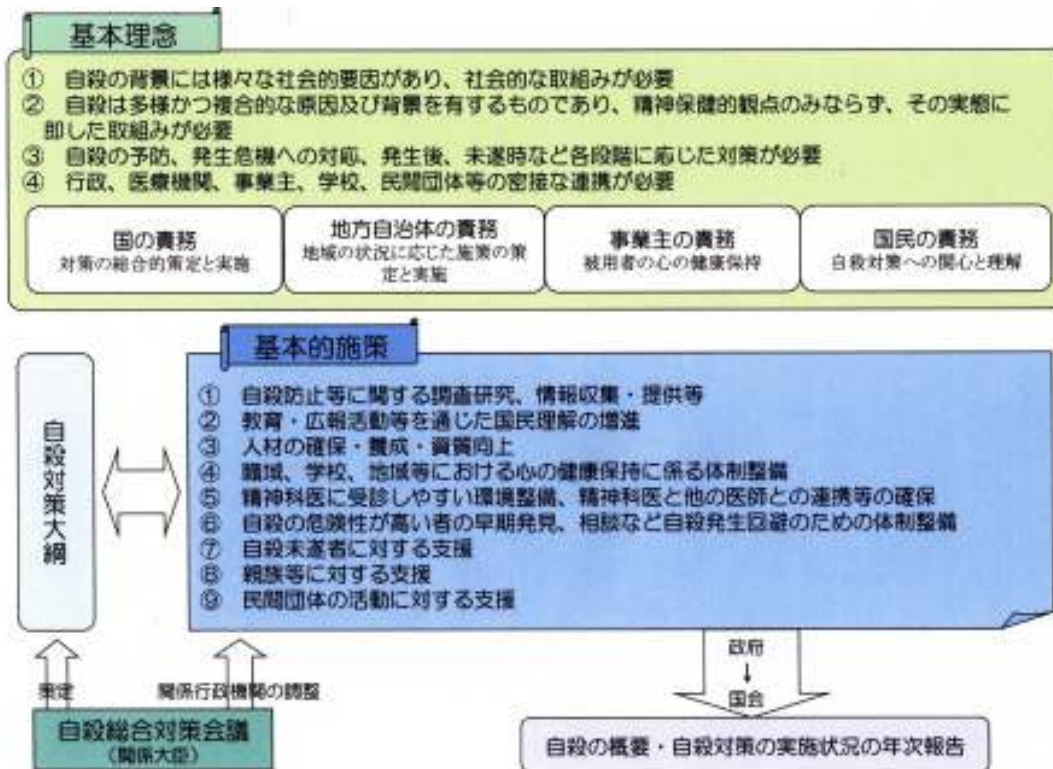 基本理念
① 自殺の背景には様々な社会的要因があり、社会的な取組みが必要
② 自殺は多様かつ複合的な原因及び背景を有するものであり、精神保健的観点のみならず、その実態に
即した取組みが必要
③ 自殺の予防、発生危機への対応、発生後、未遂時など各段階に応じた対策が必要
④ 行政、医療機関、事業主、学校、民間団体等の密接な連携が必要
国の責務
対策の総合的策定と実施
地方自治体の責務
地域の状況に応じた施策の策
定と実施
事業主の責務
被用者の心の健康保持
国民の責務
自殺対策への関心と理解
基本的施策
① 自殺防止等に関する調査研究、情報収集・提供等
② 教育・広報活動等を通じた国民理解の増進
③ 人材の確保・養成・資質向上
④ 職域、学校、地域等における心の健康保持に係る体制整備
⑤ 精神科医に受診しやすい環境整備、精神科医と他の医師との連携等の確保
⑥ 自殺の危険性が高い者の早期発見、相談など自殺発生回避のための体制整備
⑦ 自殺未遂者に対する支援
⑧ 親族等に対する支援
⑨ 民間団体の活動に対する支援
自殺対策大綱
策定
関係行政機関の調整
自殺総合対策会議
（関係大臣）
政府
↓
国会
自殺の概要・自殺対策の実施状況の年次報告